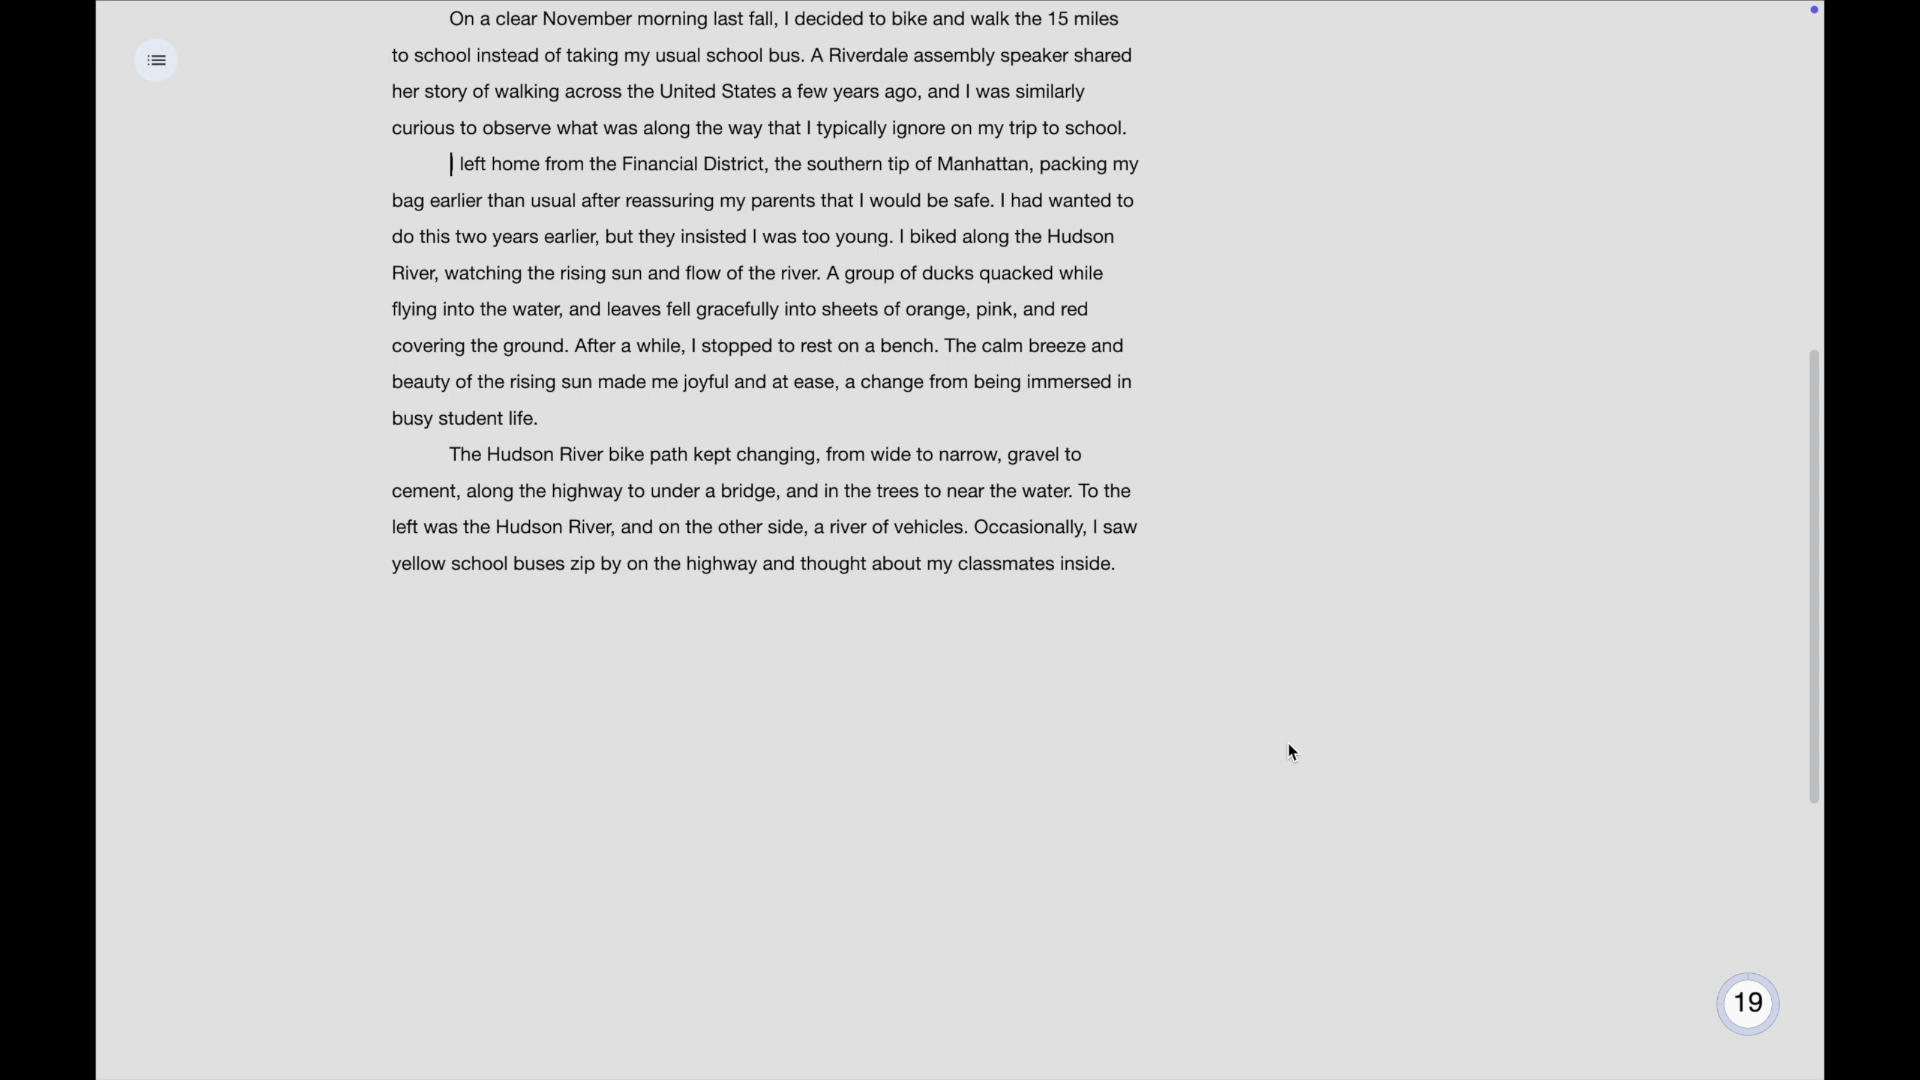 On a clear November morning last fall, I decided to bike and walk the 15 miles
to school instead of taking my usual school bus. A Riverdale assembly speaker shared
her story of walking across the United States a few years ago, and I was similarly
curious to observe what was along the way that I typically ignore on my trip to school.
I left home from the Financial District, the southern tip of Manhattan, packing my
bag earlier than usual after reassuring my parents that I would be safe. I had wanted to
do this two years earlier, but they insisted I was too young. I biked along the Hudson
River, watching the rising sun and flow of the river. A group of ducks quacked while
flying into the water, and leaves fell gracefully into sheets of orange, pink, and red
covering the ground. After a while, I stopped to rest on a bench. The calm breeze and
beauty of the rising sun made me joyful and at ease, a change from being immersed in
busy student life.
The Hudson River bike path kept changing, from wide to narrow, gravel to
cement, along the highway to under a bridge, and in the trees to near the water. To the
left was the Hudson River, and on the other side, a river of vehicles. Occasionally, I saw
yellow school buses zip by on the highway and thought about my classmates inside.
19